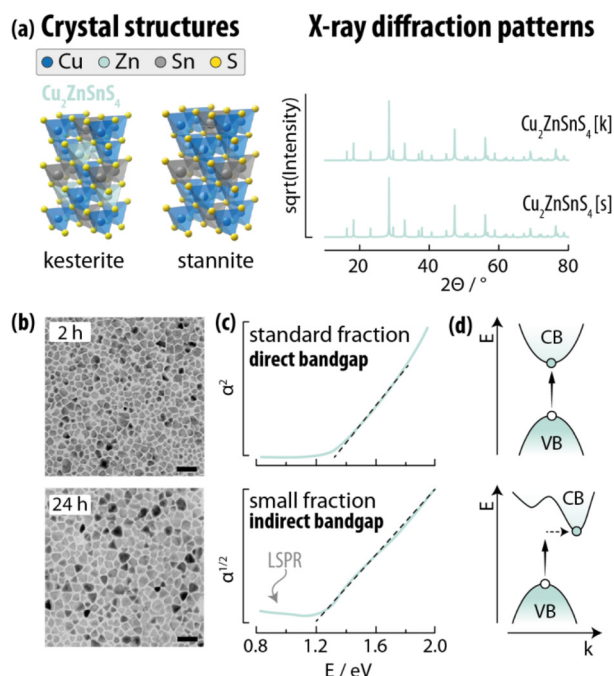 (a) Crystal structures
X-ray diffraction patterns
Cu Zn Sn S
Cu₂ZnSnS₄
kesterite
stannite
sqrt(Intensity)
Cu₂ZnSnS₄ [k]
Cu₂ZnSnS₄ [s]
20 40 60 80
2Θ / °
(b)
2 h
24 h
(c)
standard fraction
direct bandgap
α²
small fraction
indirect bandgap
LSPR
α¹/²
0.8 1.2 1.6 2.0
E / eV
(d)
E
CB
VB
E
CB
VB
k